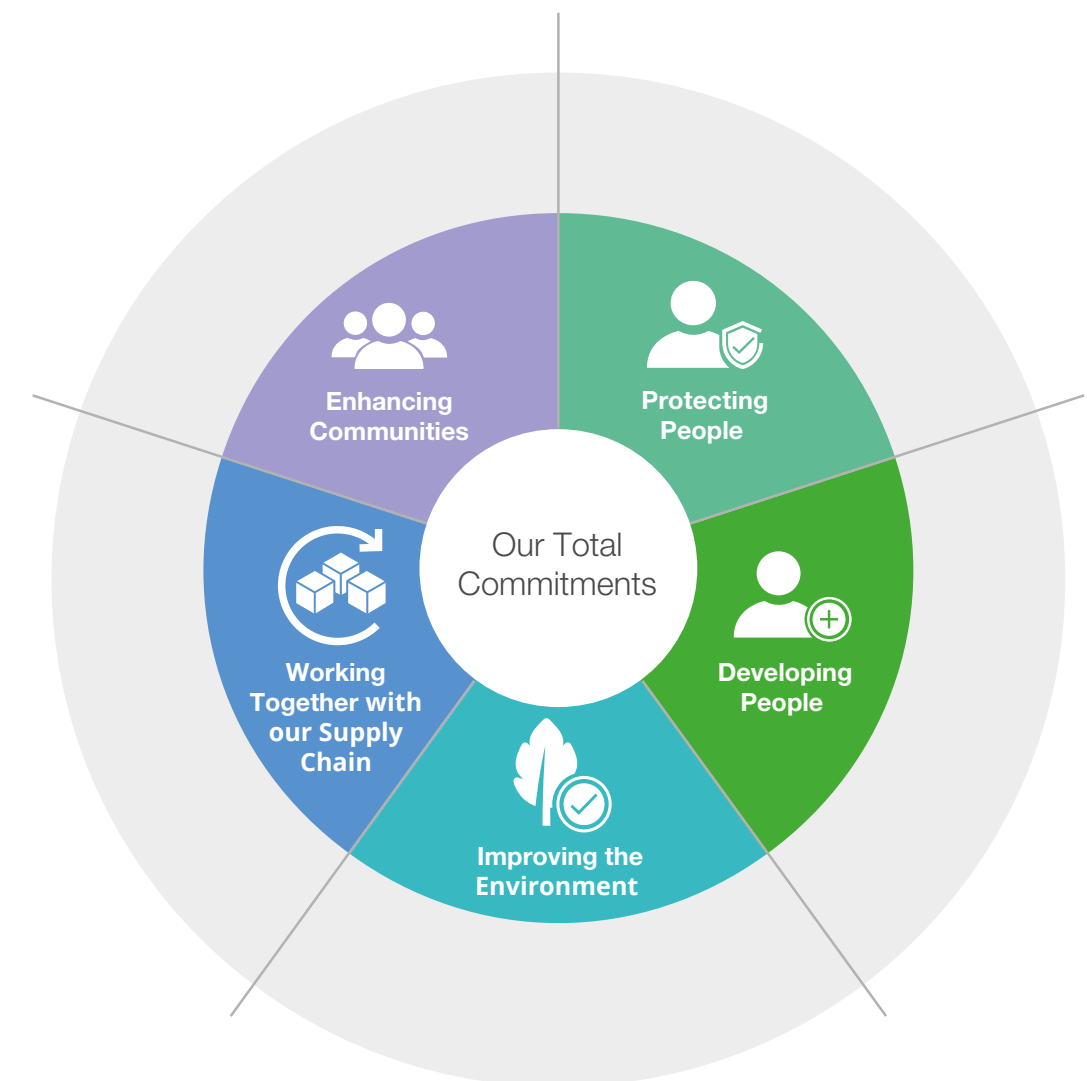 Our Total
Commitments
Protecting
People
Developing
People
Improving the
Environment
Working
Together with
our Supply
Chain
Enhancing
Communities